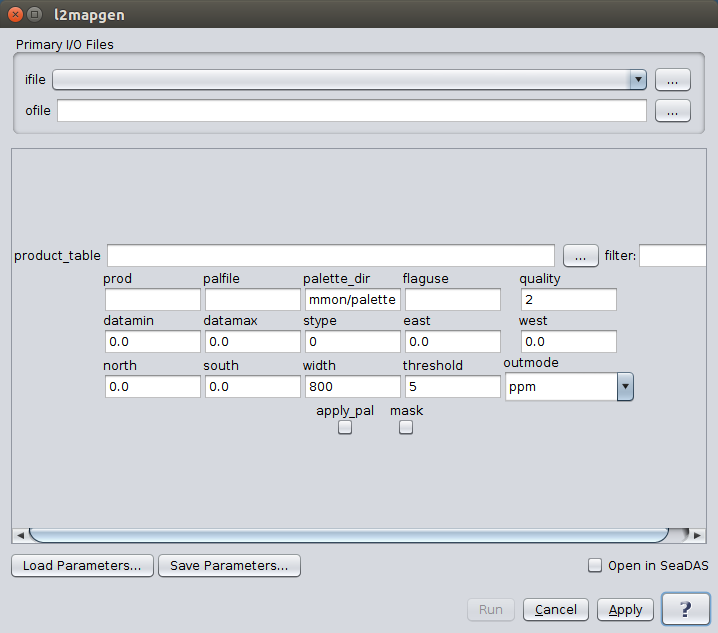 l2mapgen
Primary I/O Files
ifile ...
ofile ...
product_table ... filter:
prod palfile palette_dir flaguse quality
mmon/palette 2
datamin datamax stype east west
0.0 0.0 0 0.0 0.0
north south width threshold outmode
0.0 0.0 800 5 ppm
apply_pal mask
Load Parameters... Save Parameters... Open in SeaDAS
Run Cancel Apply ?